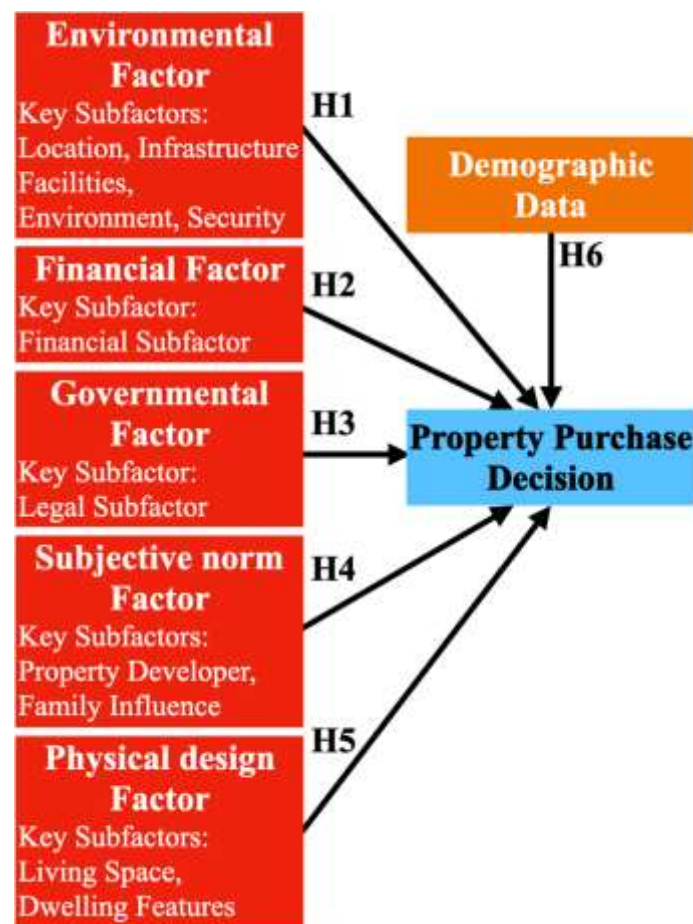 Environmental
Factor
Key Subfactors:
Location, Infrastructure
Facilities,
Environment, Security
H1
Demographic
Data
H6
Financial Factor
Key Subfactor:
Financial Subfactor
H2
Governmental
Factor
Key Subfactor:
Legal Subfactor
H3
Property Purchase
Decision
Subjective norm
Factor
Key Subfactors:
Property Developer,
Family Influence
H4
Physical design
Factor
Key Subfactors:
Living Space,
Dwelling Features
H5